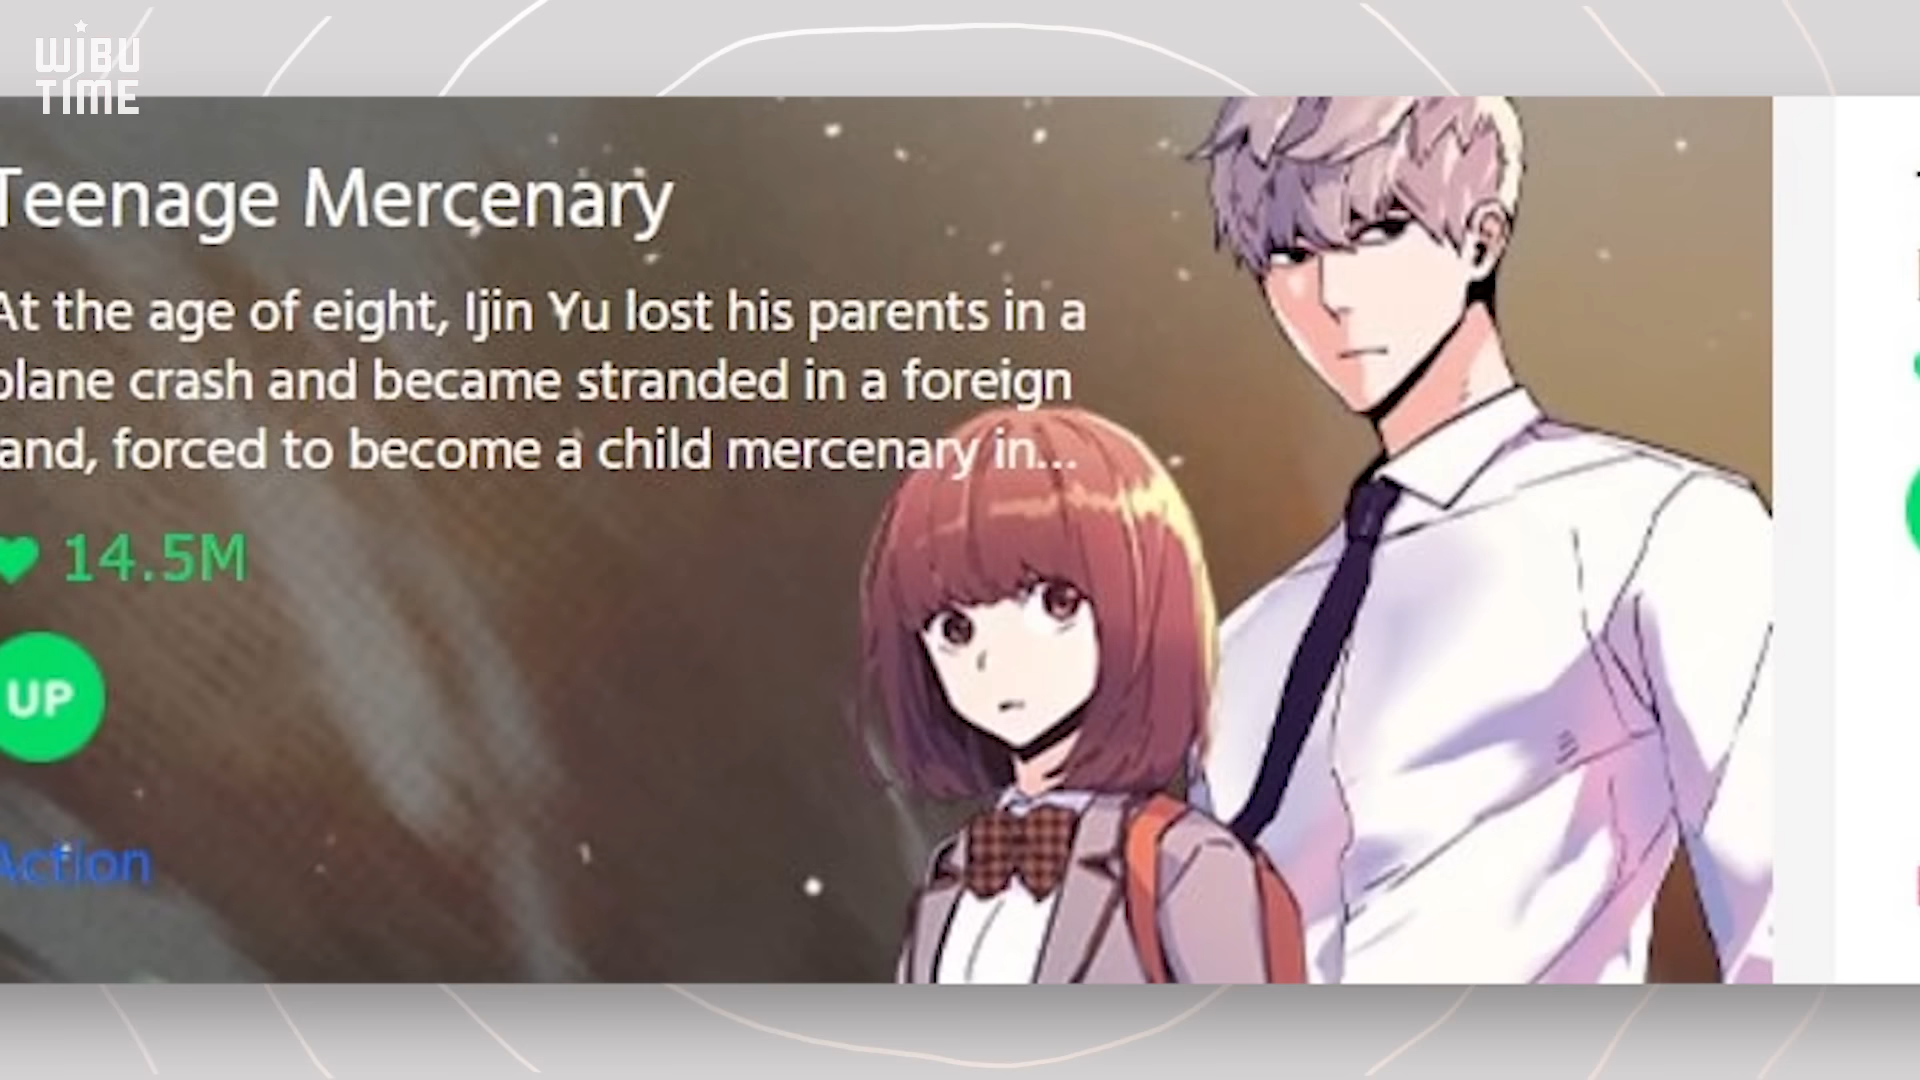 WIBU
TIME
Teenage Mercenary
At the age of eight, Ijin Yu lost his parents in a
plane crash and became stranded in a foreign
land, forced to become a child mercenary in...
14.5M
UP
Action